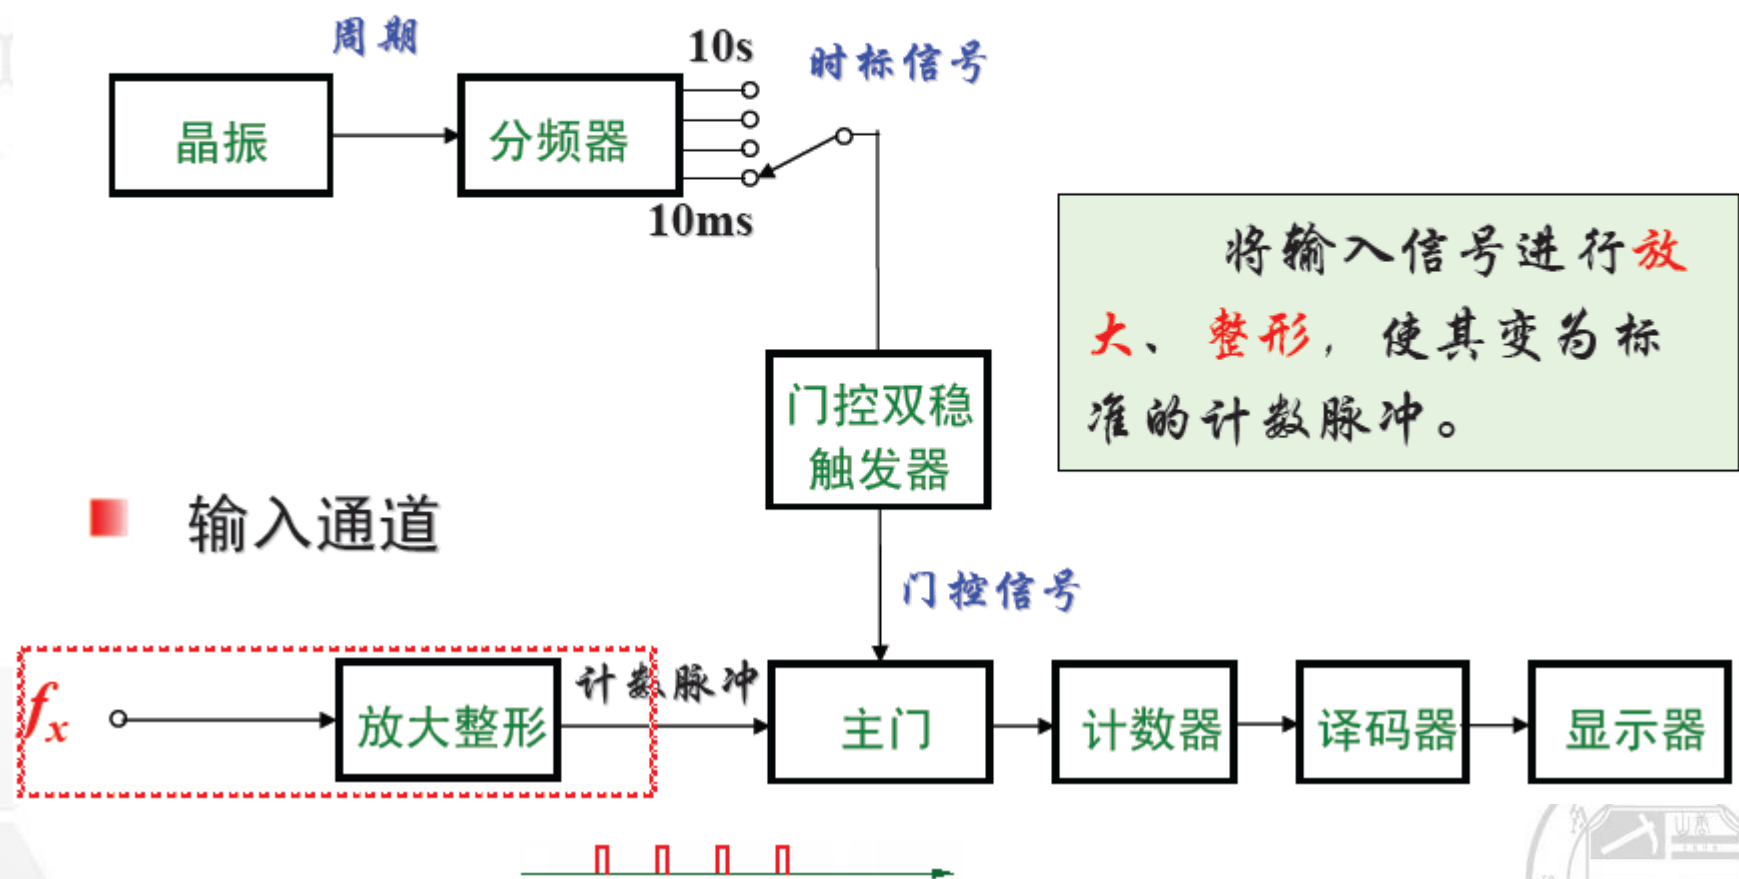 周期
10s
时标信号
晶振
分频器
10ms
将输入信号进行放
大、整形，使其变为标
准的计数脉冲。
门控双稳
触发器
输入通道
门控信号
fx
放大整形
计数脉冲
主门
计数器
译码器
显示器